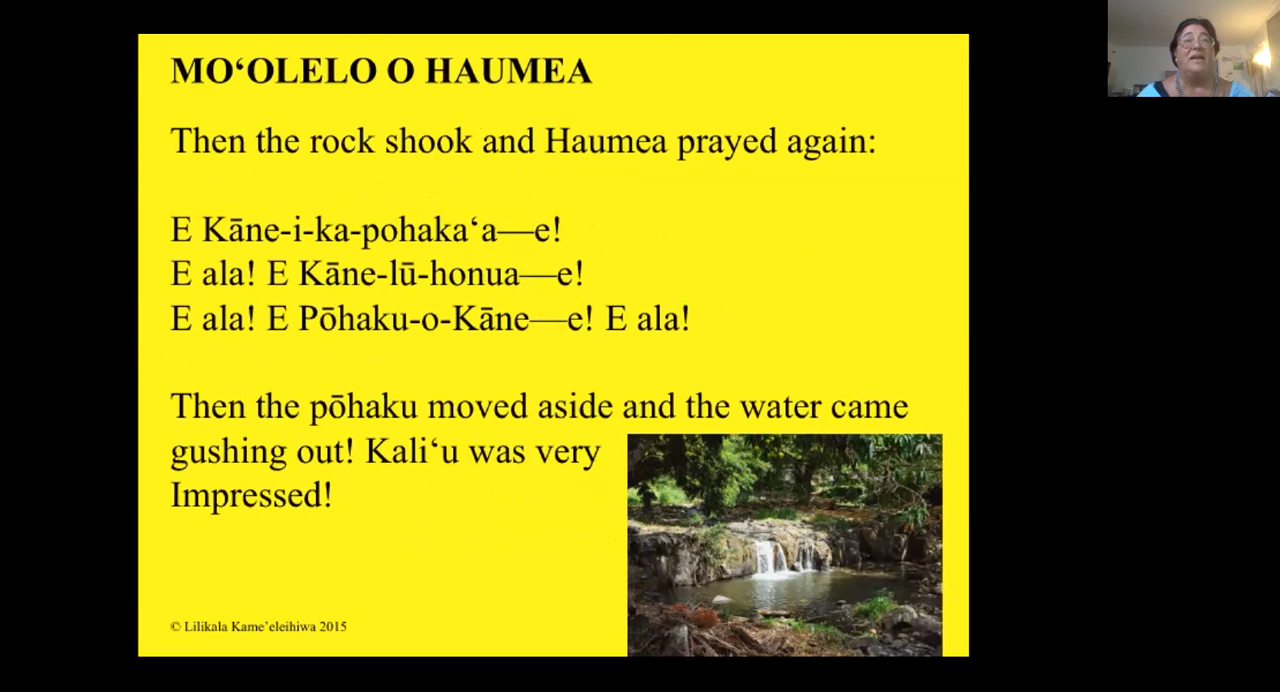 MOʻOLELO O HAUMEA
Then the rock shook and Haumea prayed again:
E Kāne-i-ka-pohakaʻa—e!
E ala! E Kāne-lū-honua—e!
E ala! E Pōhaku-o-Kāne—e! E ala!
Then the pōhaku moved aside and the water came
gushing out! Kaliʻu was very
Impressed!
© Lilikala Kame’eleihiwa 2015